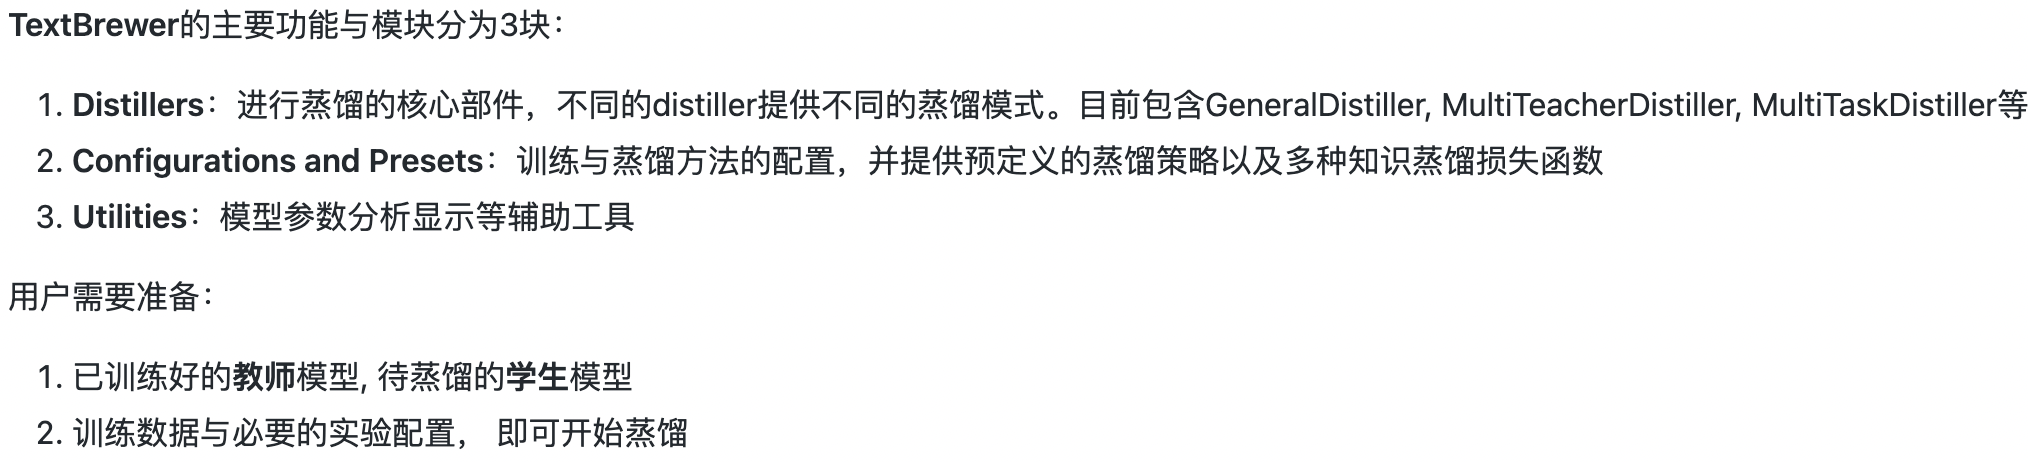 TextBrewer的主要功能与模块分为3块：
1. Distillers：进行蒸馏的核心部件，不同的distiller提供不同的蒸馏模式。目前包含GeneralDistiller, MultiTeacherDistiller, MultiTaskDistiller等
2. Configurations and Presets：训练与蒸馏方法的配置，并提供预定义的蒸馏策略以及多种知识蒸馏损失函数
3. Utilities：模型参数分析显示等辅助工具
用户需要准备：
1. 已训练好的教师模型, 待蒸馏的学生模型
2. 训练数据与必要的实验配置， 即可开始蒸馏